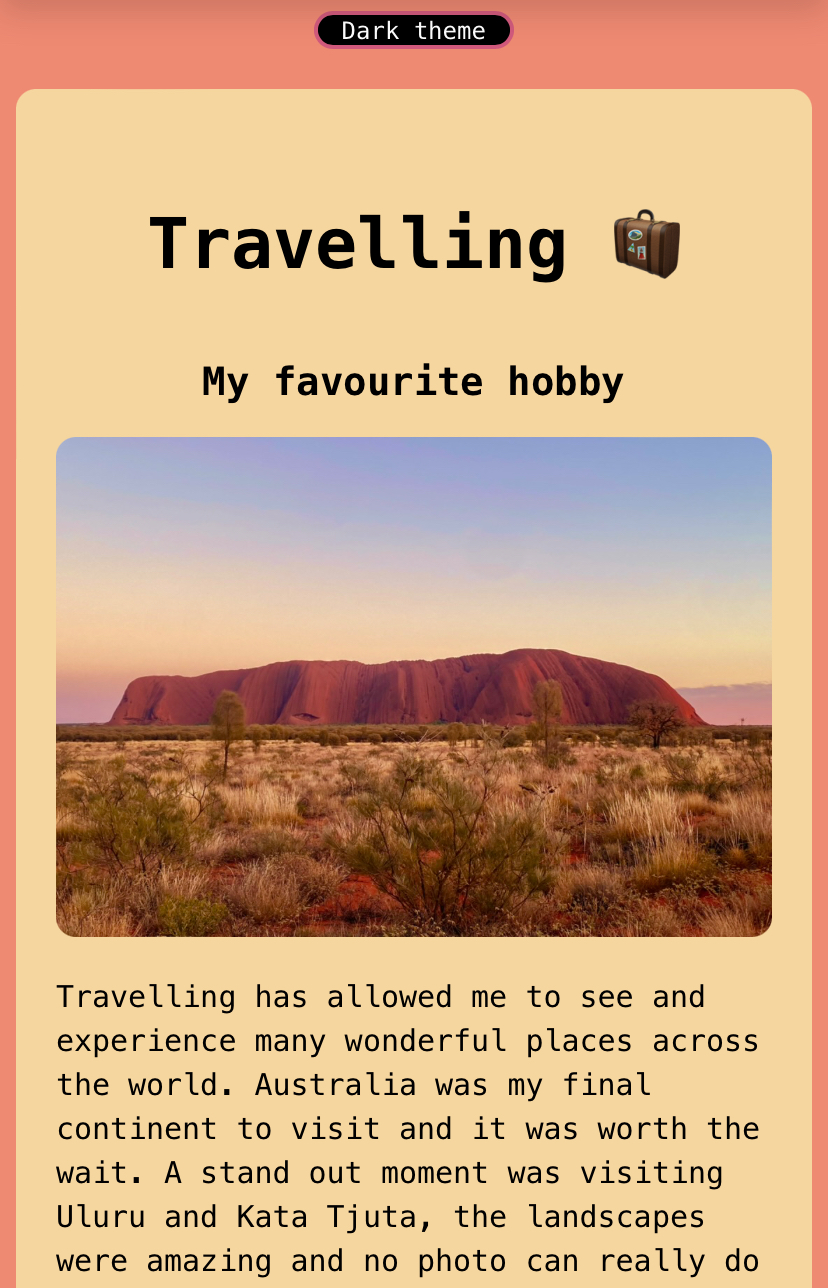 Dark theme
Travelling 🧳
My favourite hobby
Travelling has allowed me to see and
experience many wonderful places across
the world. Australia was my final
continent to visit and it was worth the
wait. A stand out moment was visiting
Uluru and Kata Tjuta, the landscapes
were amazing and no photo can really do